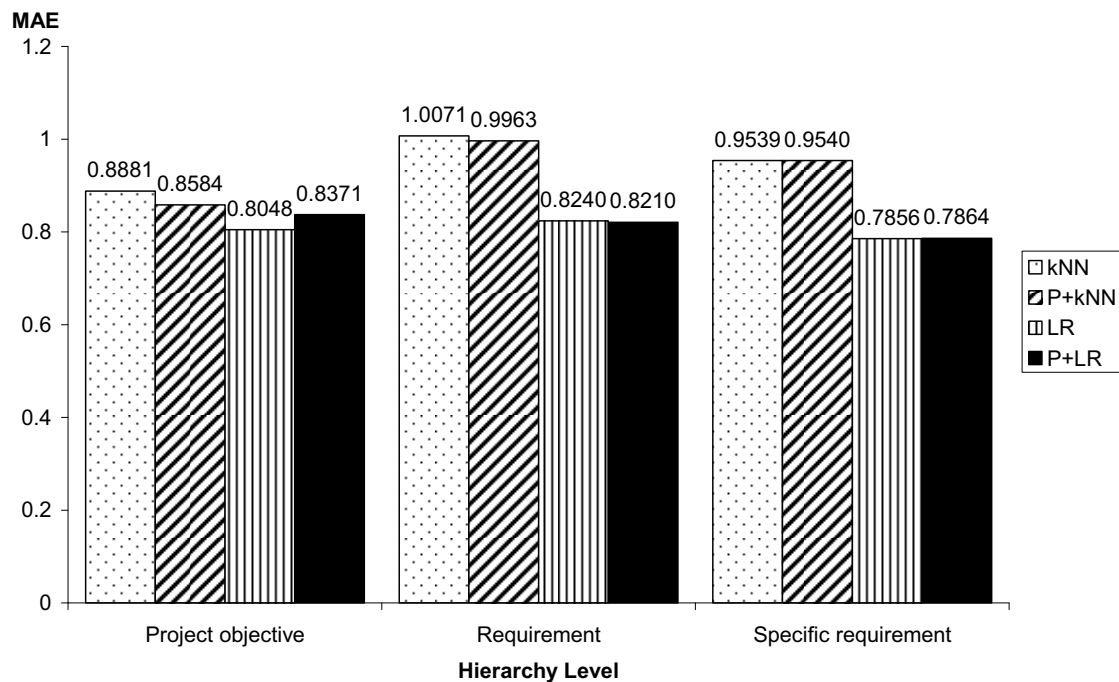 MAE
1.2
1
0.8
0.6
0.4
0.2
0
0.8881
0.8584
0.8048
0.8371
1.0071
0.9963
0.8240
0.8210
0.9539
0.9540
0.7856
0.7864
Project objective
Requirement
Specific requirement
Hierarchy Level
kNN
P+kNN
LR
P+LR